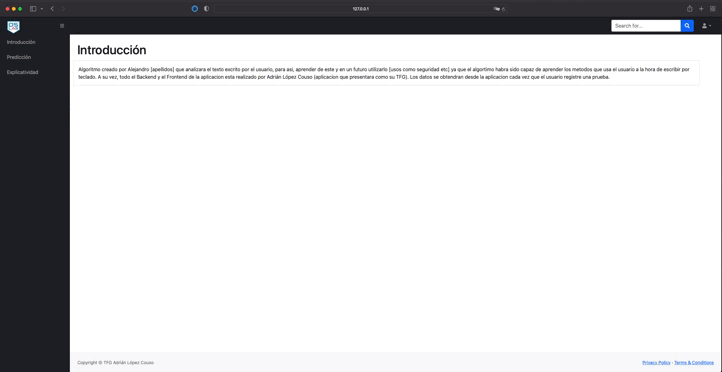 127.0.0.1
Search for...
Introducción
Predicción
Explicatividad
Introducción
Algoritmo creado por Alejandro [apellidos] que analizara el texto escrito por el usuario, para asi, aprender de este y en un futuro utilizarlo [usos como seguridad etc] ya que el algoritmo habra sido capaz de aprender los metodos que usa el usuario a la hora de escribir por
teclado. A su vez, todo el Backend y el Frontend de la aplicacion esta realizado por Adrián López Couso (aplicacion que presentara como su TFG). Los datos se obtendran desde la aplicacion cada vez que el usuario registre una prueba.
Copyright © TFG Adrián López Couso
Privacy Policy · Terms & Conditions